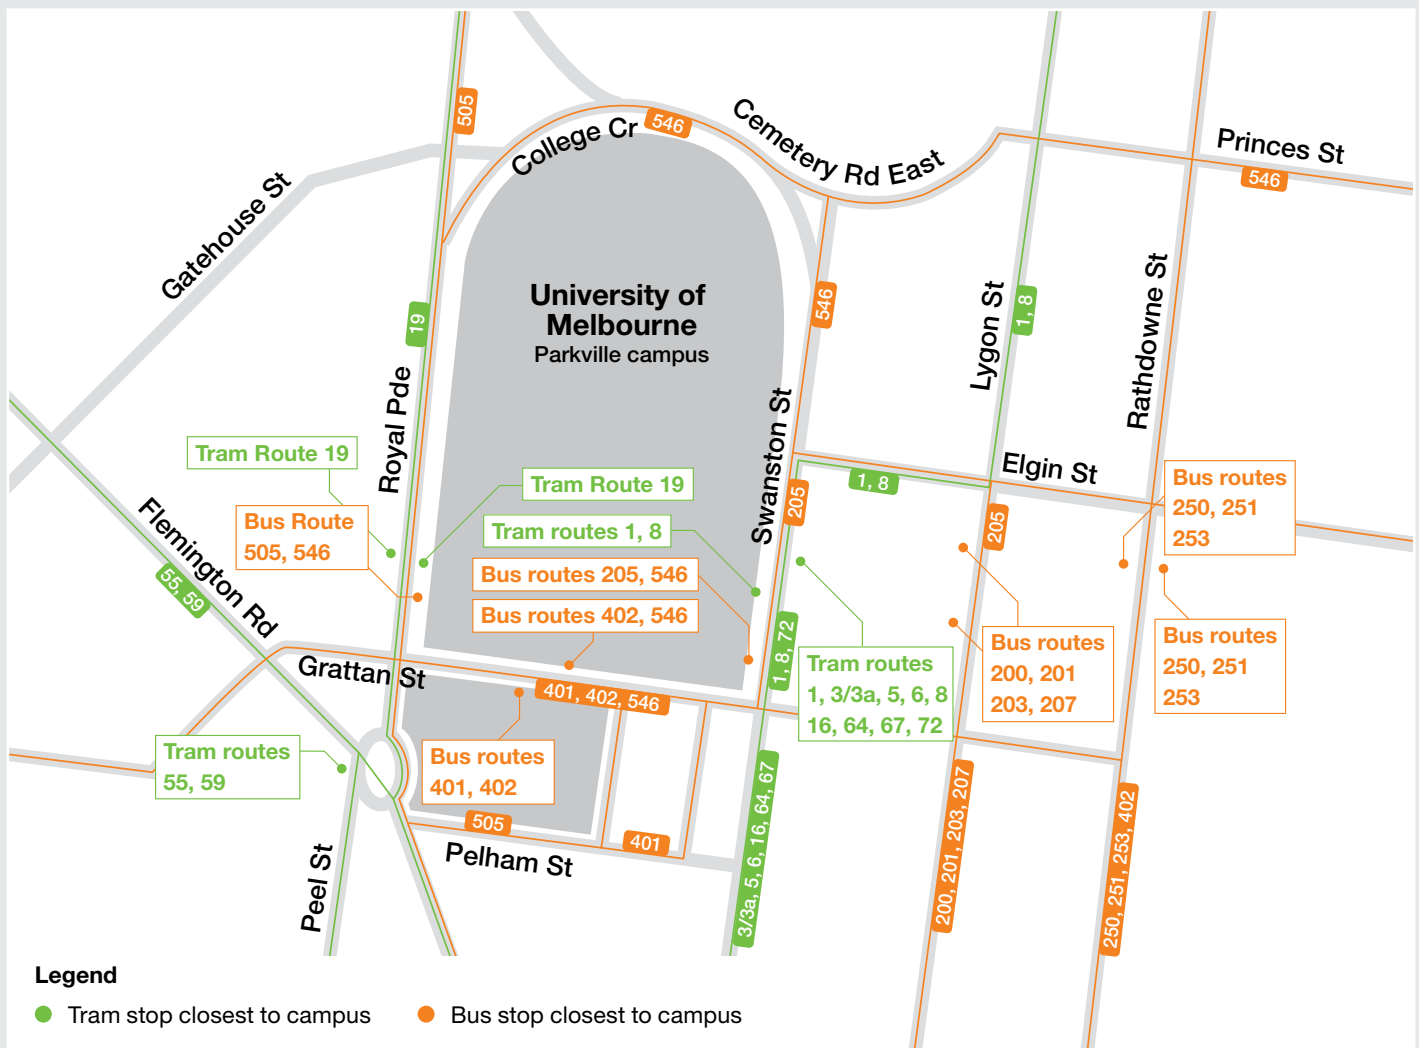 505
College Cr
546
Cemetery Rd East
Princes St
546
Gatehouse St
University of
Melbourne
Parkville campus
19
546
Lygon St
1, 8
Rathdowne St
Royal Pde
Swanston St
Tram Route 19
Tram Route 19
Elgin St
1, 8
Bus routes
250, 251
253
Flemington Rd
Bus Route
505, 546
Tram routes 1, 8
205
205
55, 59
Bus routes 205, 546
Bus routes 402, 546
1, 8, 72
Bus routes
200, 201
203, 207
Bus routes
250, 251
253
Grattan St
Tram routes
1, 3/3a, 5, 6, 8
16, 64, 67, 72
401, 402, 546
Tram routes
55, 59
Bus routes
401, 402
505
401
Pelham St
Peel St
3/3a, 5, 6, 16, 64, 67
200, 201, 203, 207
250, 251, 253, 402
Legend
Tram stop closest to campus
Bus stop closest to campus